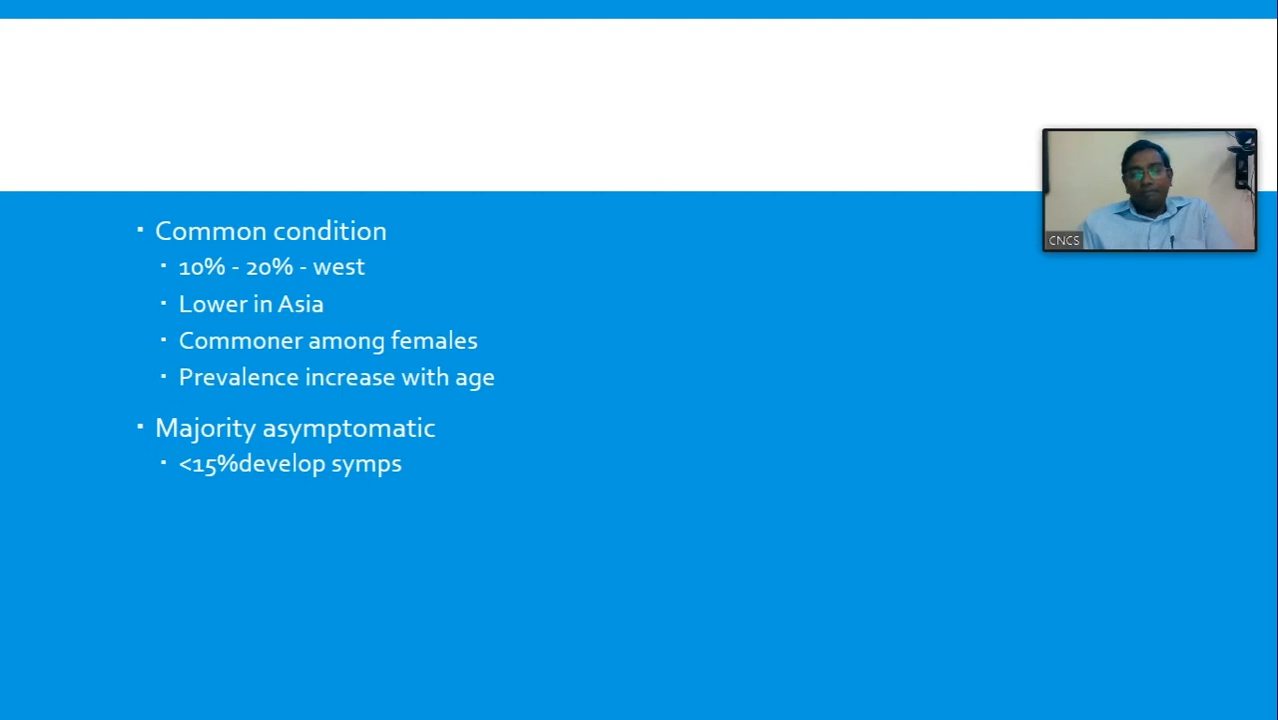 Common condition
10% - 20% - west
Lower in Asia
Commoner among females
Prevalence increase with age
Majority asymptomatic
<15%develop symps
CNCS